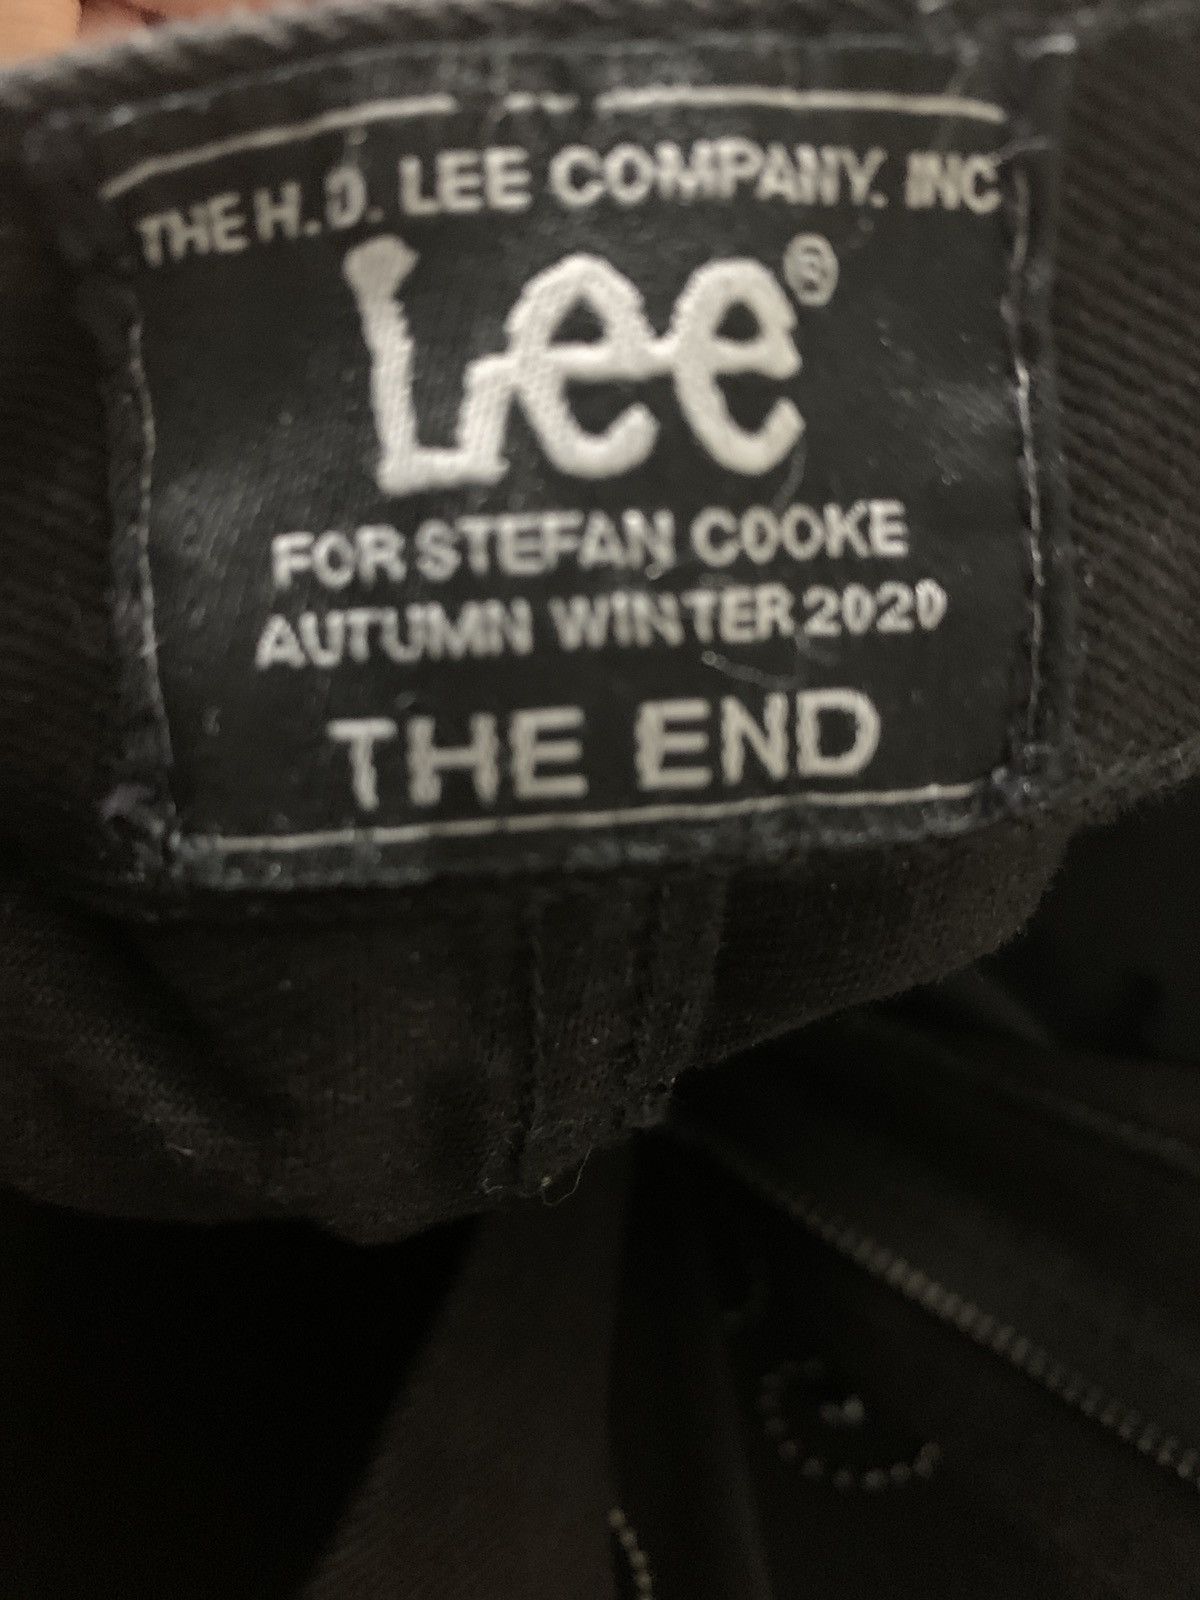 THE H.D. LEE COMPANY. INC
Lee®
FOR STEFAN COOKE
AUTUMN WINTER 2020
THE END